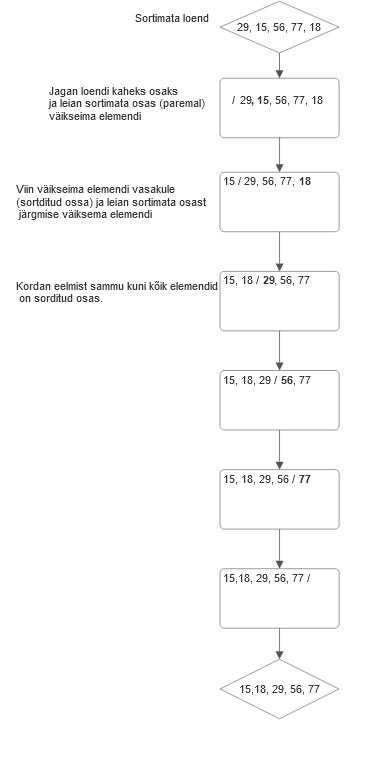 Sortimata loend
29, 15, 56, 77, 18
Jagan loendi kaheks osaks
ja leian sortimata osas (paremal)
väikseima elemendi
/ 29, 15, 56, 77, 18
Viin väikseima elemendi vasakule
(sortditud ossa) ja leian sortimata osast
järgmise väiksema elemendi
15 / 29, 56, 77, 18
Kordan eelmist sammu kuni kõik elemendid
on sorditud osas.
15, 18 / 29, 56, 77
15, 18, 29 / 56, 77
15, 18, 29, 56 / 77
15,18, 29, 56, 77 /
15,18, 29, 56, 77